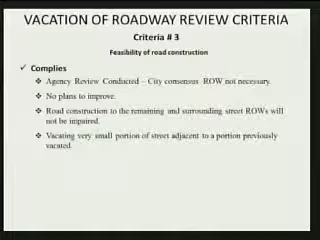 VACATION OF ROADWAY REVIEW CRITERIA
Criteria # 3
Feasibility of road construction
✓ Complies
❖ Agency Review Conducted – City consensus ROW not necessary.
❖ No plans to improve.
❖ Road construction to the remaining and surrounding street ROWs will
not be impaired.
❖ Vacating very small portion of street adjacent to a portion previously
vacated.